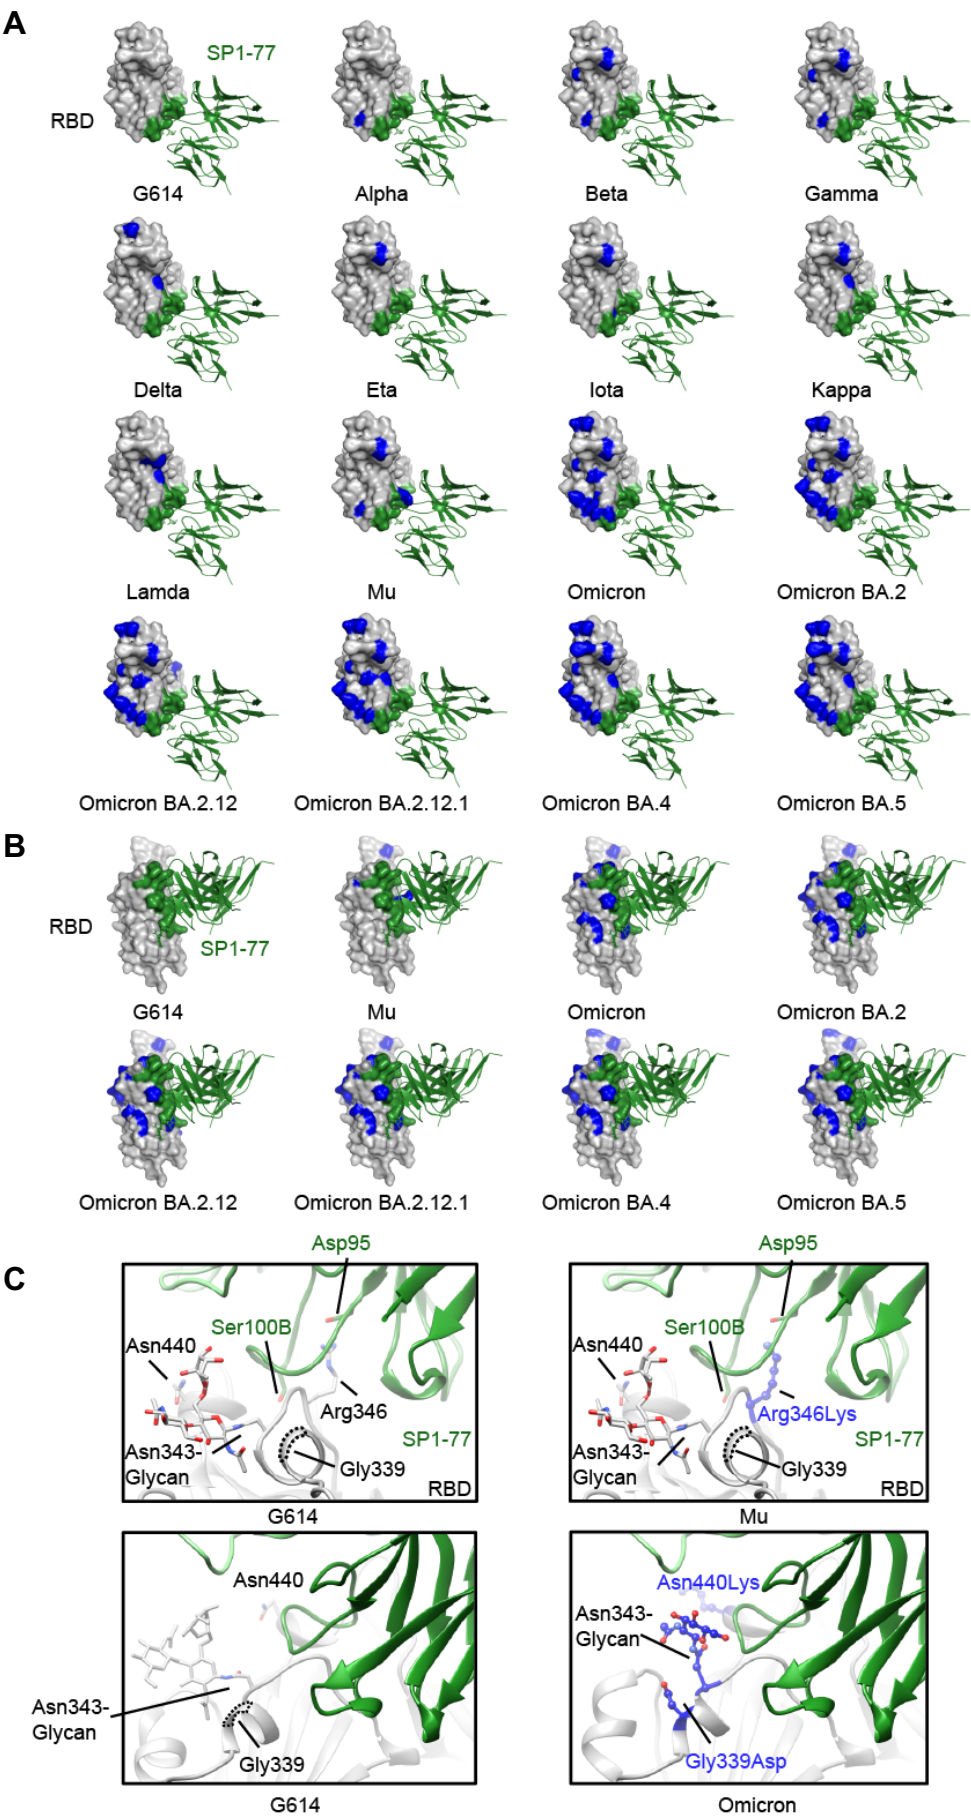 A
SP1-77
RBD
G614
Alpha
Beta
Gamma
Delta
Eta
Iota
Kappa
Lamda
Mu
Omicron
Omicron BA.2
Omicron BA.2.12
Omicron BA.2.12.1
Omicron BA.4
Omicron BA.5
B
RBD
SP1-77
G614
Mu
Omicron
Omicron BA.2
Omicron BA.2.12
Omicron BA.2.12.1
Omicron BA.4
Omicron BA.5
C
Asp95
Ser100B
Asn440
Arg346
SP1-77
Asn343-
Glycan
Gly339
RBD
G614
Asp95
Ser100B
Asn440
Arg346Lys
SP1-77
Asn343-
Glycan
Gly339
RBD
Mu
Asn440
Asn343-
Glycan
Gly339
G614
Asn440Lys
Asn343-
Glycan
Gly339Asp
Omicron